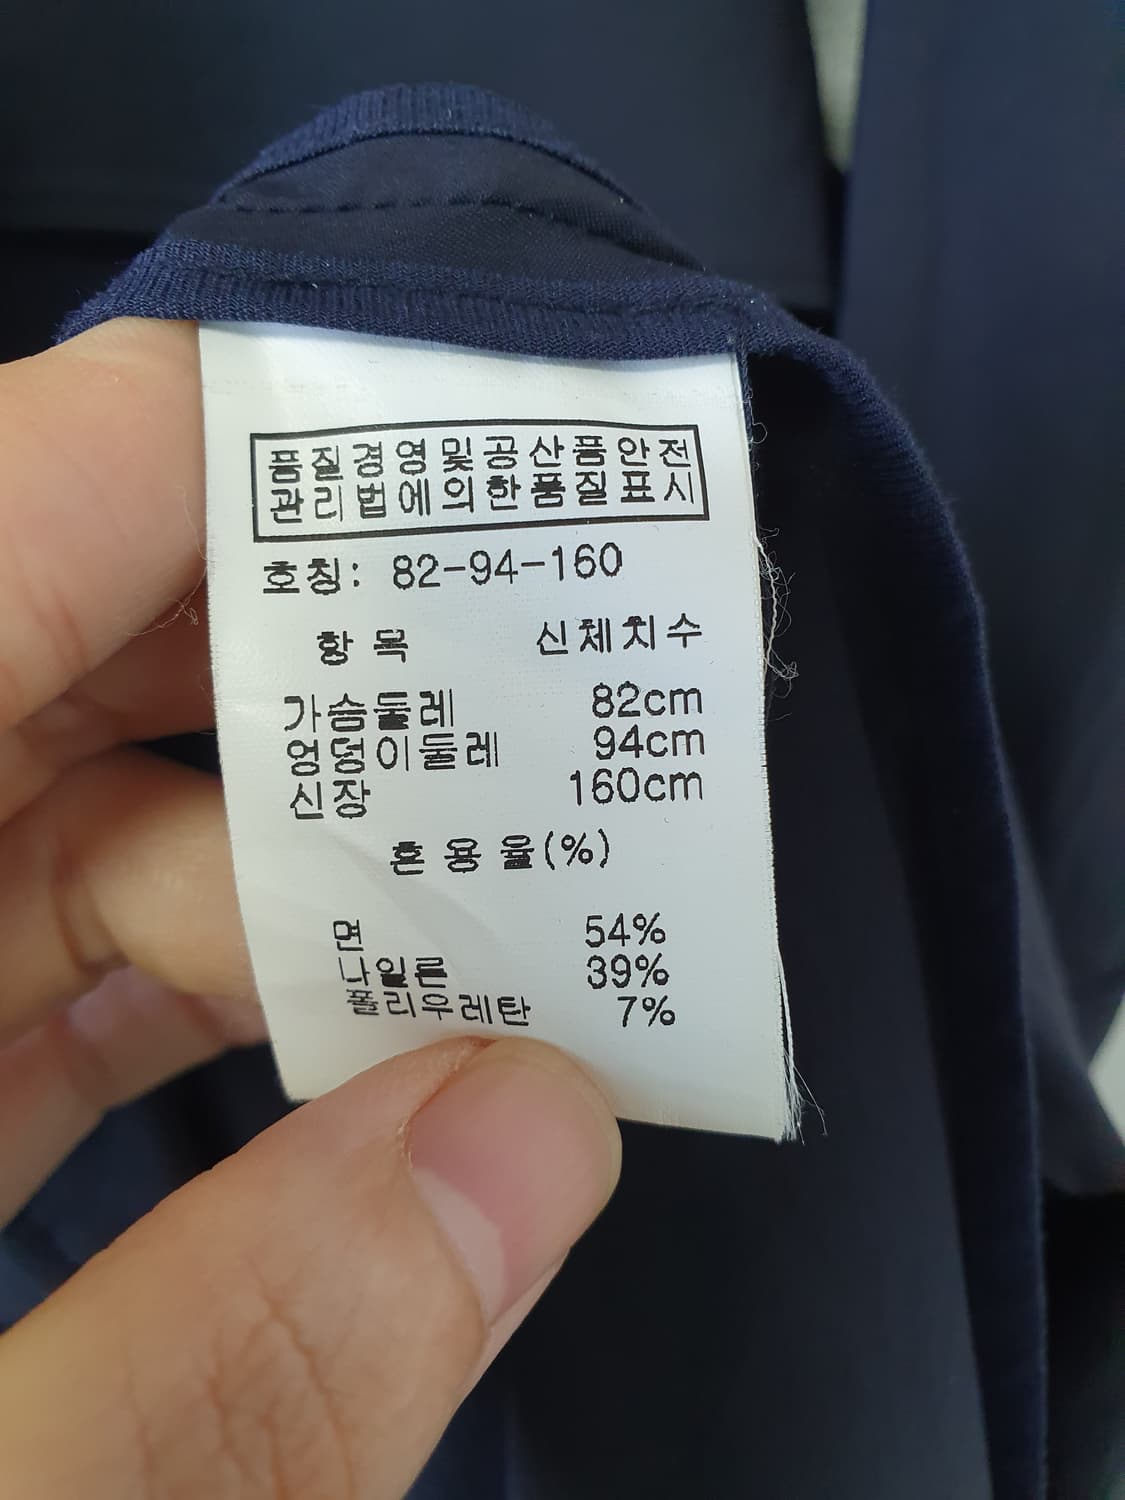 품질경영및공산품안전
관리법에의한품질표시
호칭: 82-94-160
항 목 신체치수
가슴둘레 82cm
엉덩이둘레 94cm
신장 160cm
혼 용 율(%)
면 54%
나일론 39%
폴리우레탄 7%